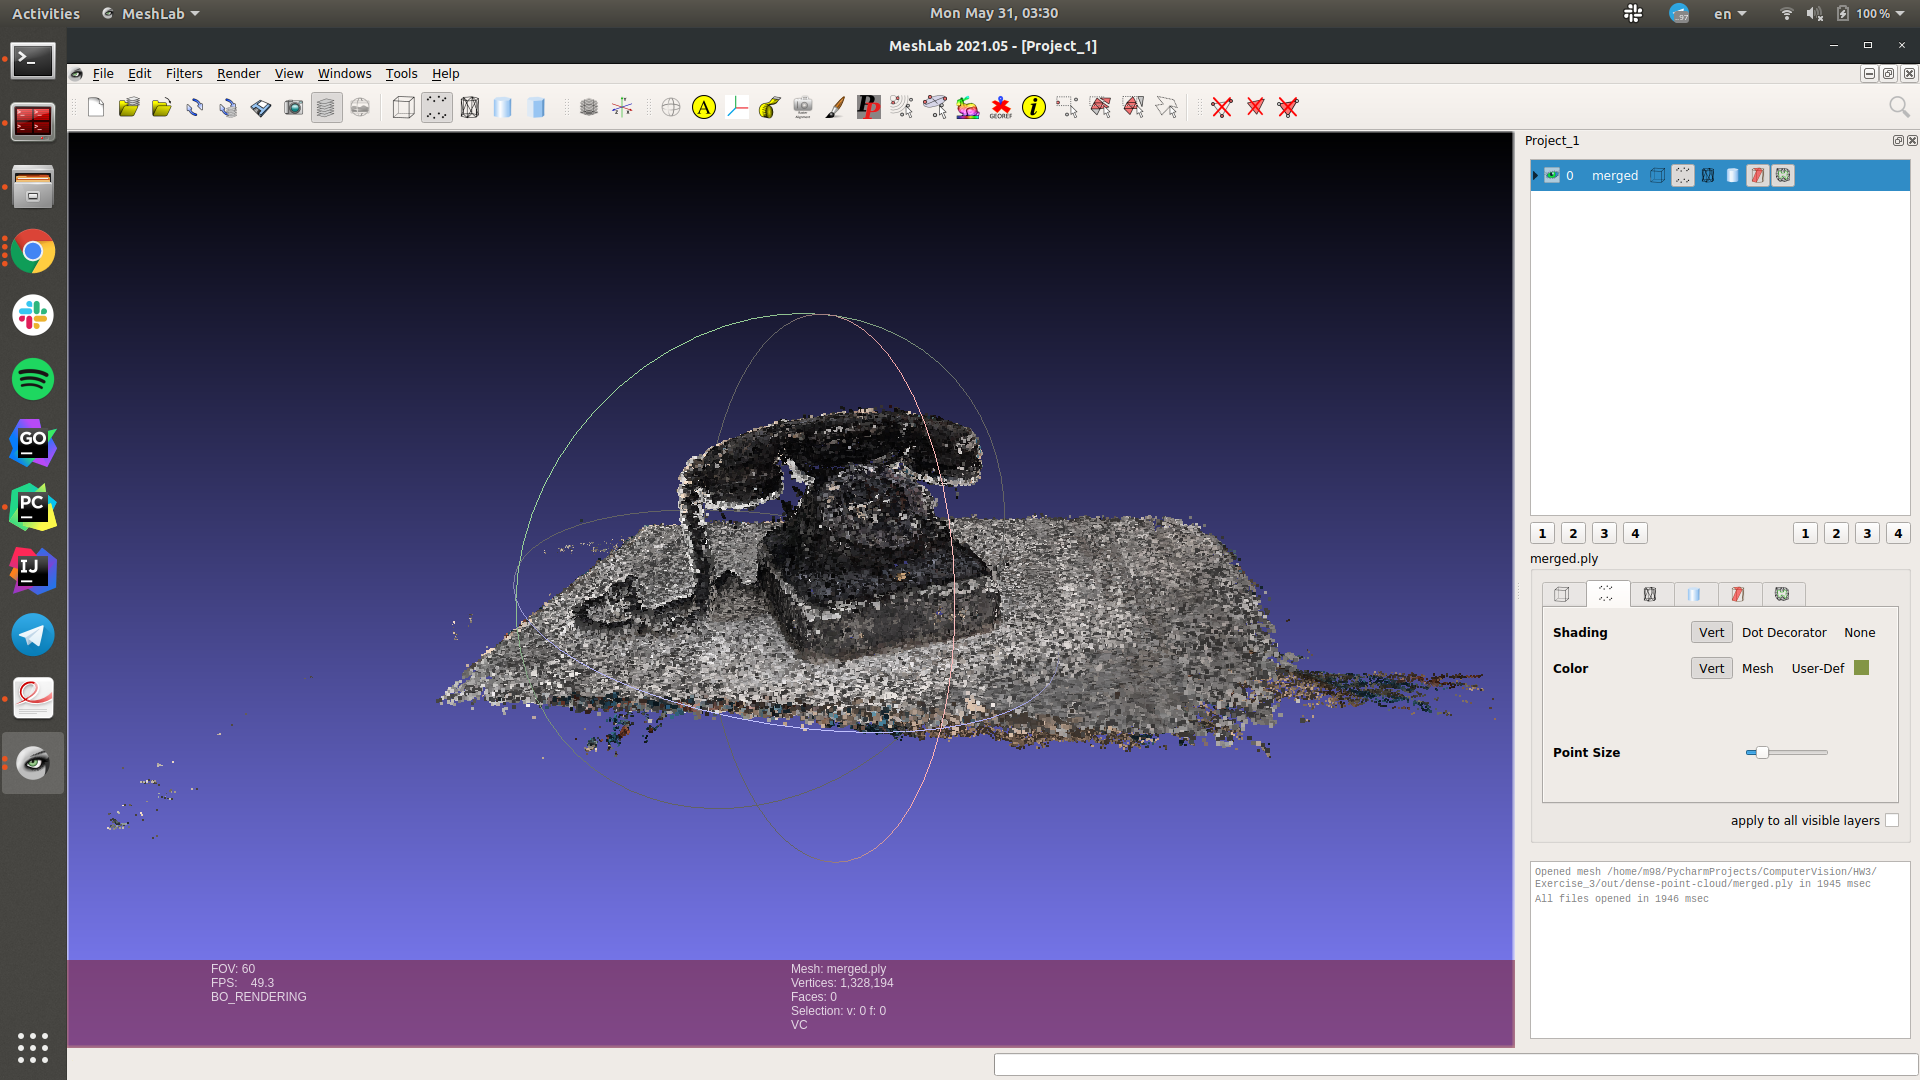 Activities MeshLab Mon May 31, 03:30 97 en 100 %
MeshLab 2021.05 - [Project_1]
File Edit Filters Render View Windows Tools Help
A PP GEOREF i
Project_1
0 merged
GO
PC
IJ
1 2 3 4 1 2 3 4
merged.ply
Shading Vert Dot Decorator None
Color Vert Mesh User-Def
Point Size
apply to all visible layers
Opened mesh /home/m98/PycharmProjects/ComputerVision/HW3/
Exercise_3/out/dense-point-cloud/merged.ply in 1945 msec
All files opened in 1946 msec
FOV: 60
FPS: 49.3
BO_RENDERING
Mesh: merged.ply
Vertices: 1,328,194
Faces: 0
Selection: v: 0 f: 0
VC